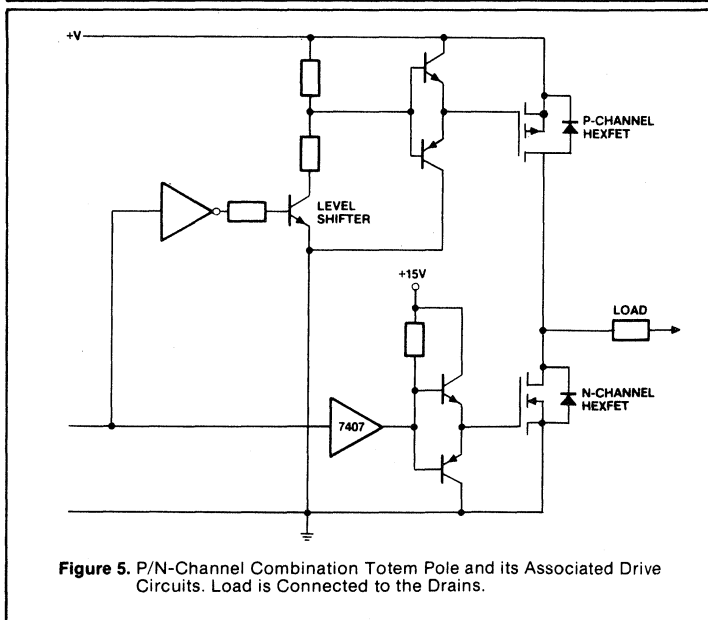 +V
P-CHANNEL
HEXFET
LEVEL
SHIFTER
+15V
LOAD
N-CHANNEL
HEXFET
7407
Figure 5. P/N-Channel Combination Totem Pole and its Associated Drive
Circuits. Load is Connected to the Drains.